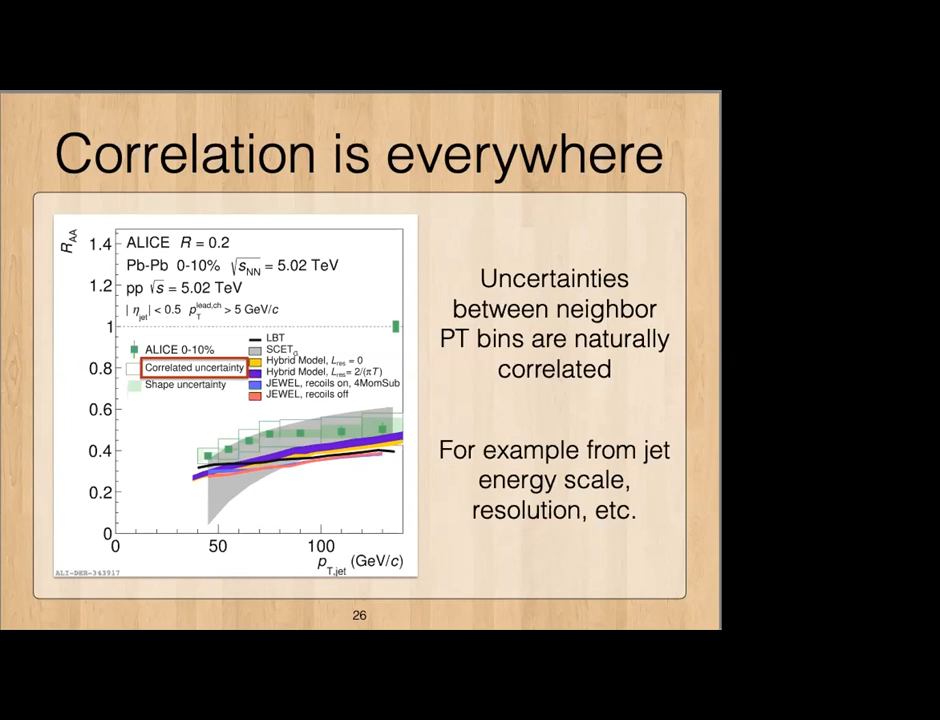 Correlation is everywhere
R_AA
1.4
1.2
1
0.8
0.6
0.4
0.2
0
ALICE R = 0.2
Pb-Pb 0-10% √s_NN = 5.02 TeV
pp √s = 5.02 TeV
| η_jet | < 0.5 p_T^lead,ch > 5 GeV/c
ALICE 0-10%
Correlated uncertainty
Shape uncertainty
LBT
SCET_G
Hybrid Model, L_res = 0
Hybrid Model, L_res = 2/(πT)
JEWEL, recoils on, 4MomSub
JEWEL, recoils off
0 50 100
p_T,jet (GeV/c)
ALI-DER-343917
Uncertainties
between neighbor
PT bins are naturally
correlated
For example from jet
energy scale,
resolution, etc.
26